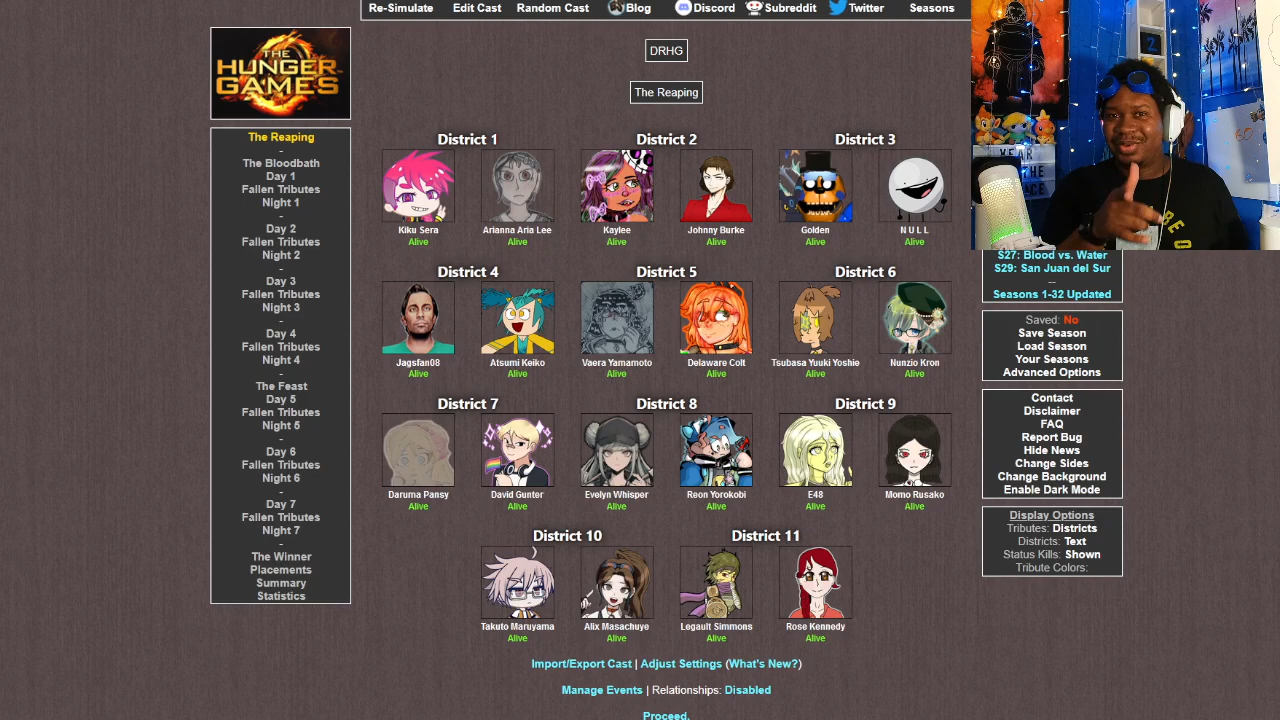 Re-Simulate Edit Cast Random Cast Blog Discord Subreddit Twitter Seasons
THE
HUNGER
GAMES
DRHG
The Reaping
The Reaping
-
The Bloodbath
Day 1
Fallen Tributes
Night 1
-
Day 2
Fallen Tributes
Night 2
-
Day 3
Fallen Tributes
Night 3
-
Day 4
Fallen Tributes
Night 4
-
The Feast
Day 5
Fallen Tributes
Night 5
-
Day 6
Fallen Tributes
Night 6
-
Day 7
Fallen Tributes
Night 7
-
The Winner
Placements
Summary
Statistics
District 1 District 2 District 3
Kiku Sera Arianna Aria Lee Kaylee Johnny Burke Golden N U L L
Alive Alive Alive Alive Alive Alive
District 4 District 5 District 6
Jagsfan08 Atsumi Keiko Vaera Yamamoto Delaware Colt Tsubasa Yuuki Yoshie Nunzio Kron
Alive Alive Alive Alive Alive Alive
District 7 District 8 District 9
Daruma Pansy David Gunter Evelyn Whisper Reon Yorokobi E48 Momo Rusako
Alive Alive Alive Alive Alive Alive
District 10 District 11
Takuto Maruyama Alix Masachuye Legault Simmons Rose Kennedy
Alive Alive Alive Alive
Import/Export Cast | Adjust Settings (What's New?)
Manage Events | Relationships: Disabled
Proceed.
2
YEAR
OF THE
S27: Blood vs. Water
S29: San Juan del Sur
--
Seasons 1-32 Updated
Saved: No
Save Season
Load Season
Your Seasons
Advanced Options
Contact
Disclaimer
FAQ
Report Bug
Hide News
Change Sides
Change Background
Enable Dark Mode
Display Options
Tributes: Districts
Districts: Text
Status Kills: Shown
Tribute Colors: